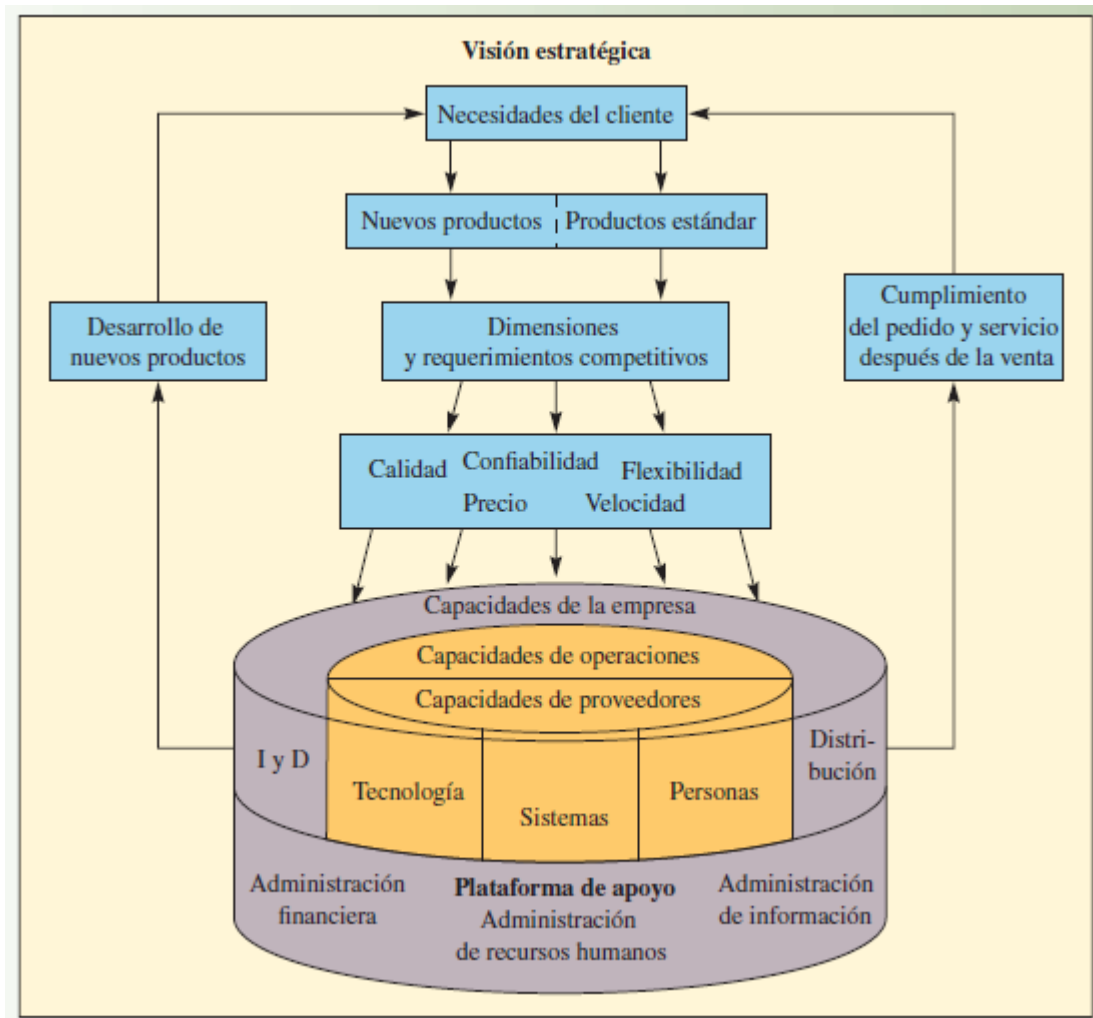 Visión estratégica
Necesidades del cliente
Nuevos productos
Productos estándar
Desarrollo de
nuevos productos
Dimensiones
y requerimientos competitivos
Cumplimiento
del pedido y servicio
después de la venta
Calidad
Confiabilidad
Flexibilidad
Precio
Velocidad
Capacidades de la empresa
Capacidades de operaciones
Capacidades de proveedores
I y D
Tecnología
Sistemas
Personas
Distri-
bución
Administración
financiera
Plataforma de apoyo
Administración
de recursos humanos
Administración
de información